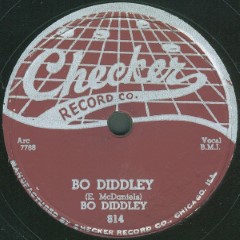 Checker
RECORD CO.
Arc
7788
Vocal
B.M.I.
BO DIDDLEY
(E. McDaniels)
BO DIDDLEY
814
MANUFACTURED BY CHECKER RECORD CO., CHICAGO, ILL.